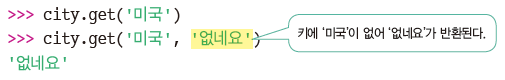 >>> city.get('미국')
>>> city.get('미국', '없네요')
키에 '미국'이 없어 '없네요'가 반환된다.
'없네요'